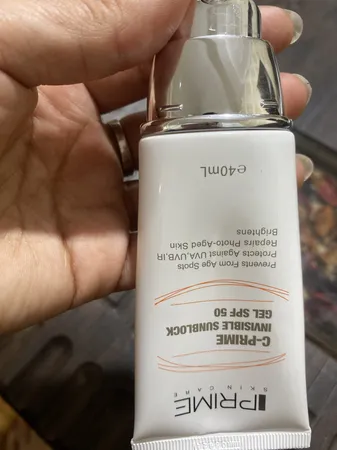 PRIME
SKINCARE
C-PRIME
INVISIBLE SUNBLOCK
GEL SPF 50
Prevents From Age Spots
Protects Against UVA,UVB,IR
Repairs Photo-Aged Skin
Brightens
e40mL